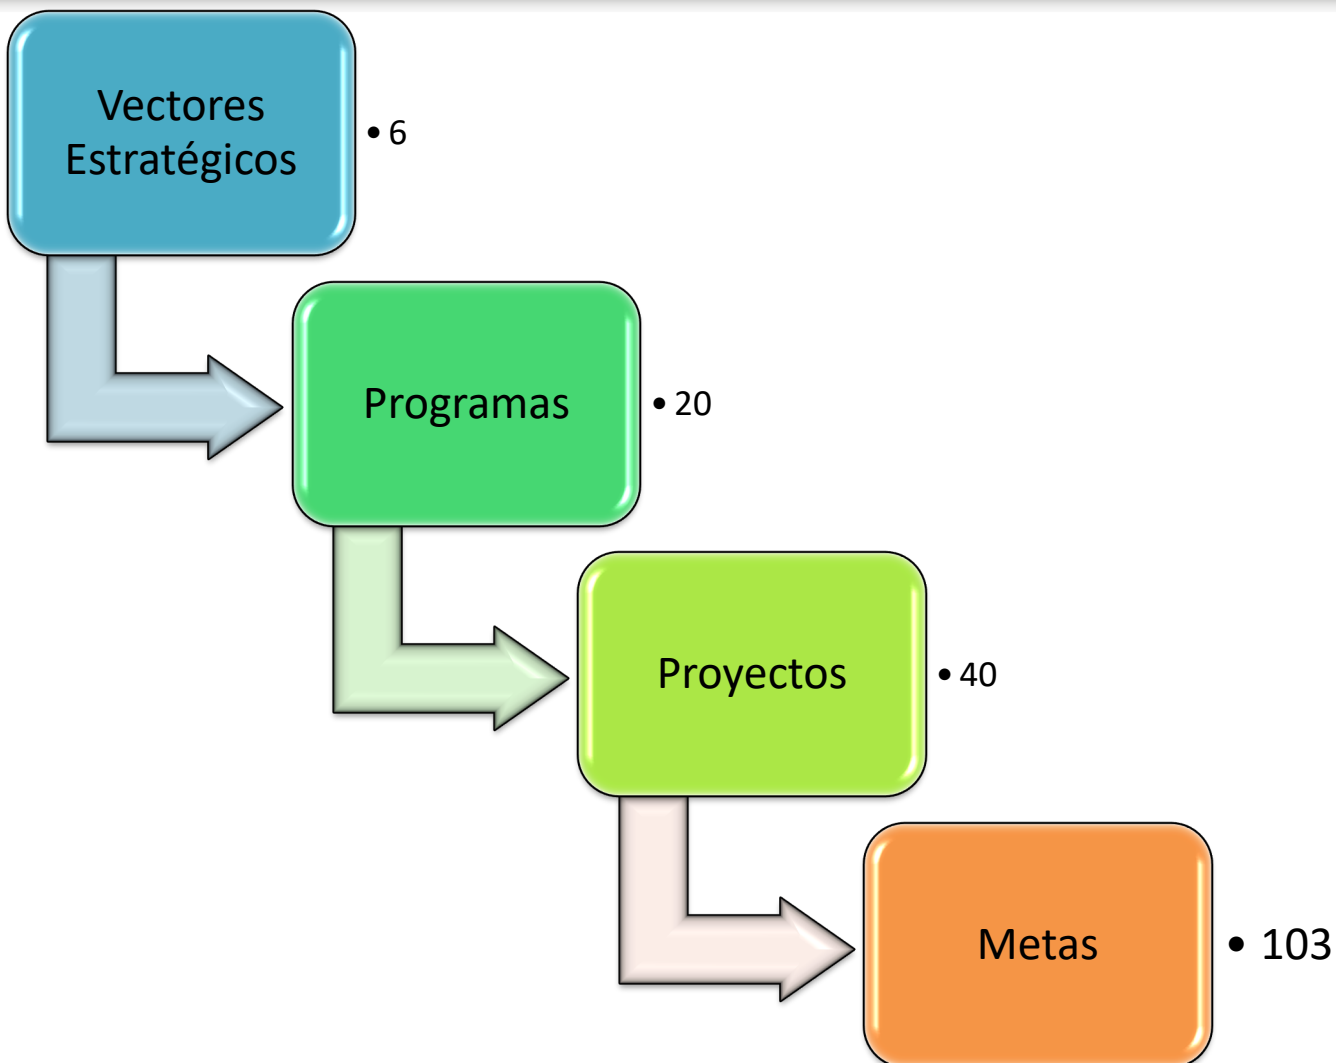 Vectores
Estratégicos
• 6
Programas
• 20
Proyectos
• 40
Metas
• 103